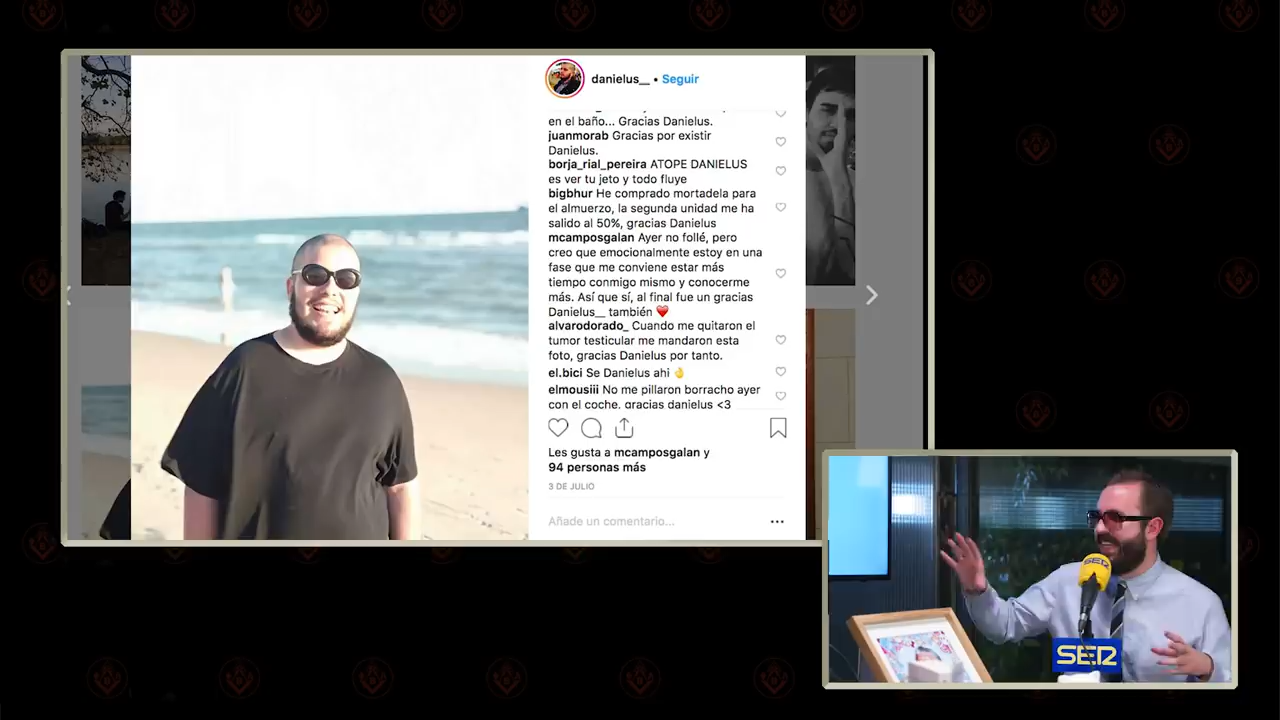 danielus__ • Seguir
en el baño... Gracias Danielus.
juanmorab Gracias por existir
Danielus.
borja_rial_pereira ATOPE DANIELUS
es ver tu jeto y todo fluye
bigbhur He comprado mortadela para
el almuerzo, la segunda unidad me ha
salido al 50%, gracias Danielus
mcamposgalan Ayer no follé, pero
creo que emocionalmente estoy en una
fase que me conviene estar más
tiempo conmigo mismo y conocerme
más. Así que sí, al final fue un gracias
Danielus__ también ❤️
alvarodorado_ Cuando me quitaron el
tumor testicular me mandaron esta
foto, gracias Danielus por tanto.
el.bici Se Danielus ahi 👌
elmousiii No me pillaron borracho ayer
con el coche, gracias danielus <3
Les gusta a mcamposgalan y
94 personas más
3 DE JULIO
Añade un comentario...
SER
SER